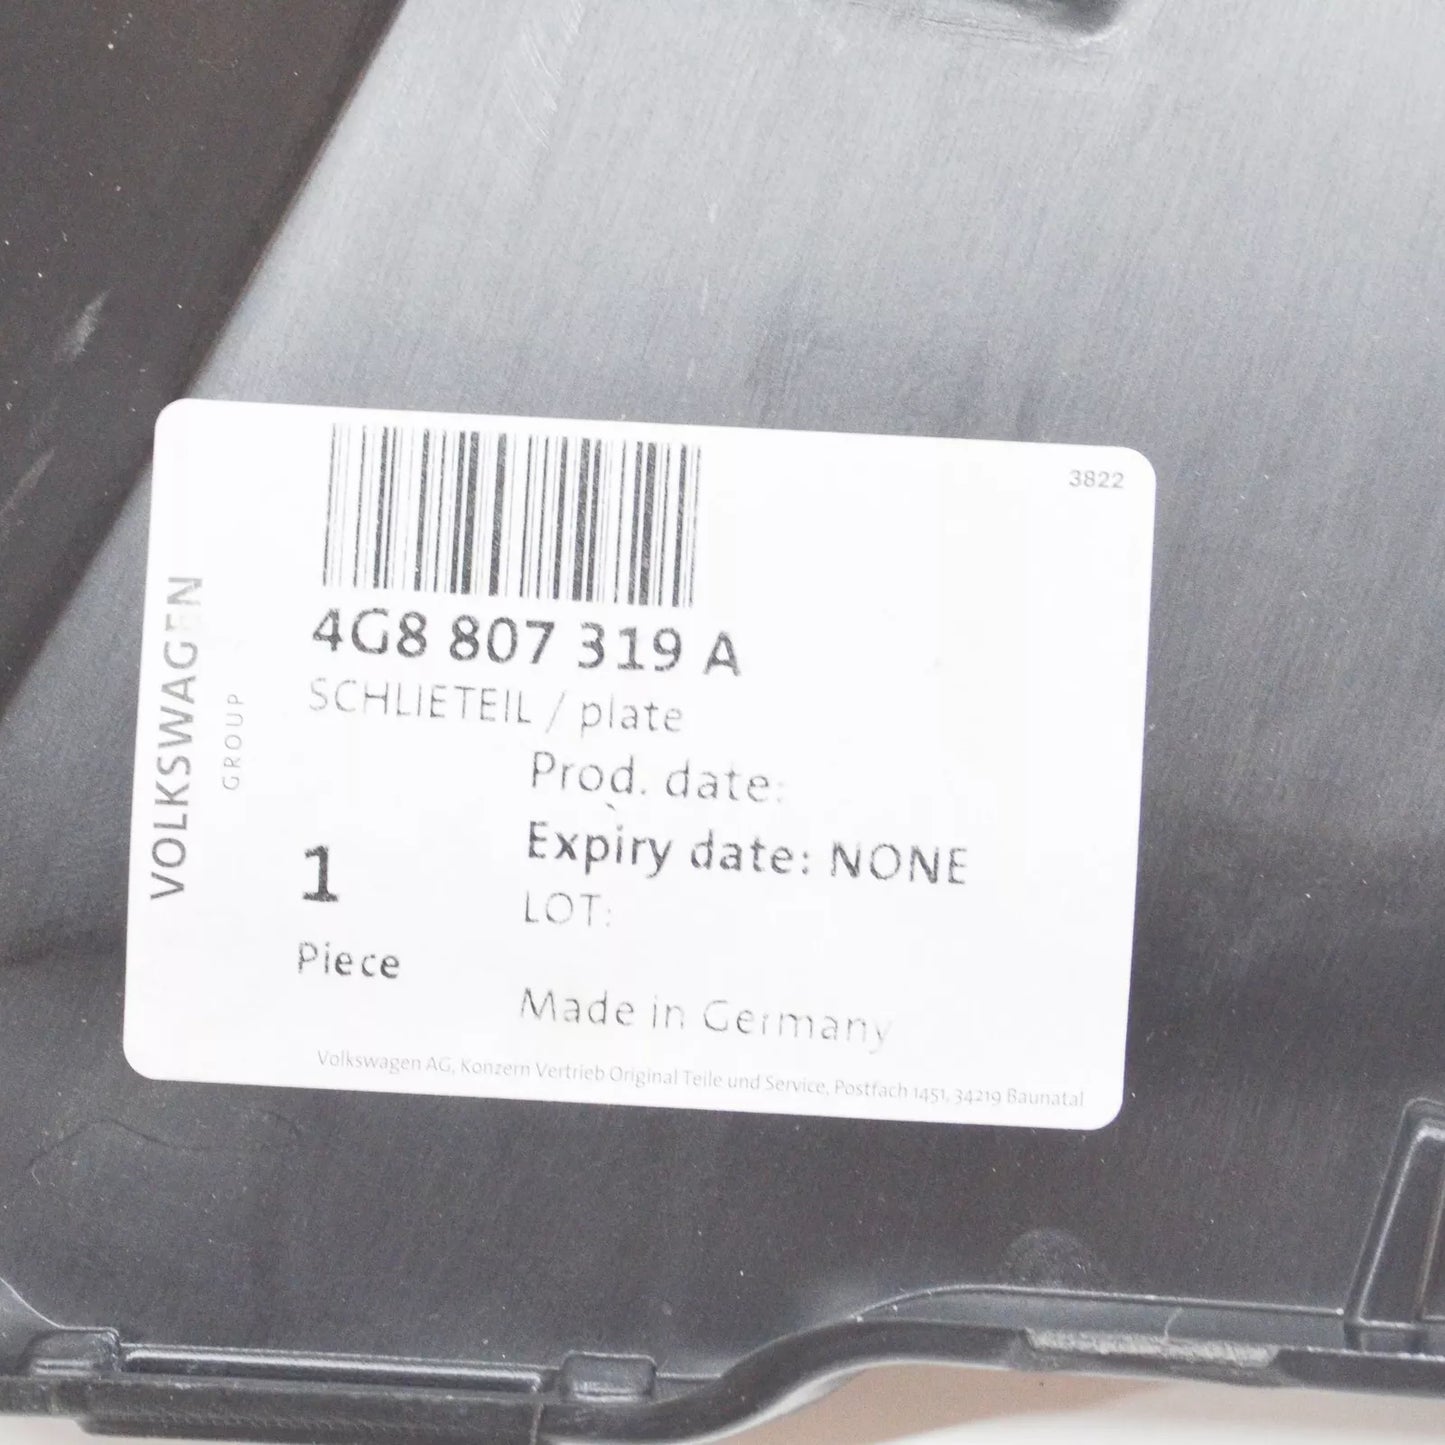 3822
4G8 807 319 A
SCHLIETEIL / plate
Prod. date:
Expiry date: NONE
1
LOT:
Piece
Made in Germany
Volkswagen AG, Konzern Vertrieb Original Teile und Service, Postfach 1451, 34219 Baunatal
VOLKSWAGEN
GROUP